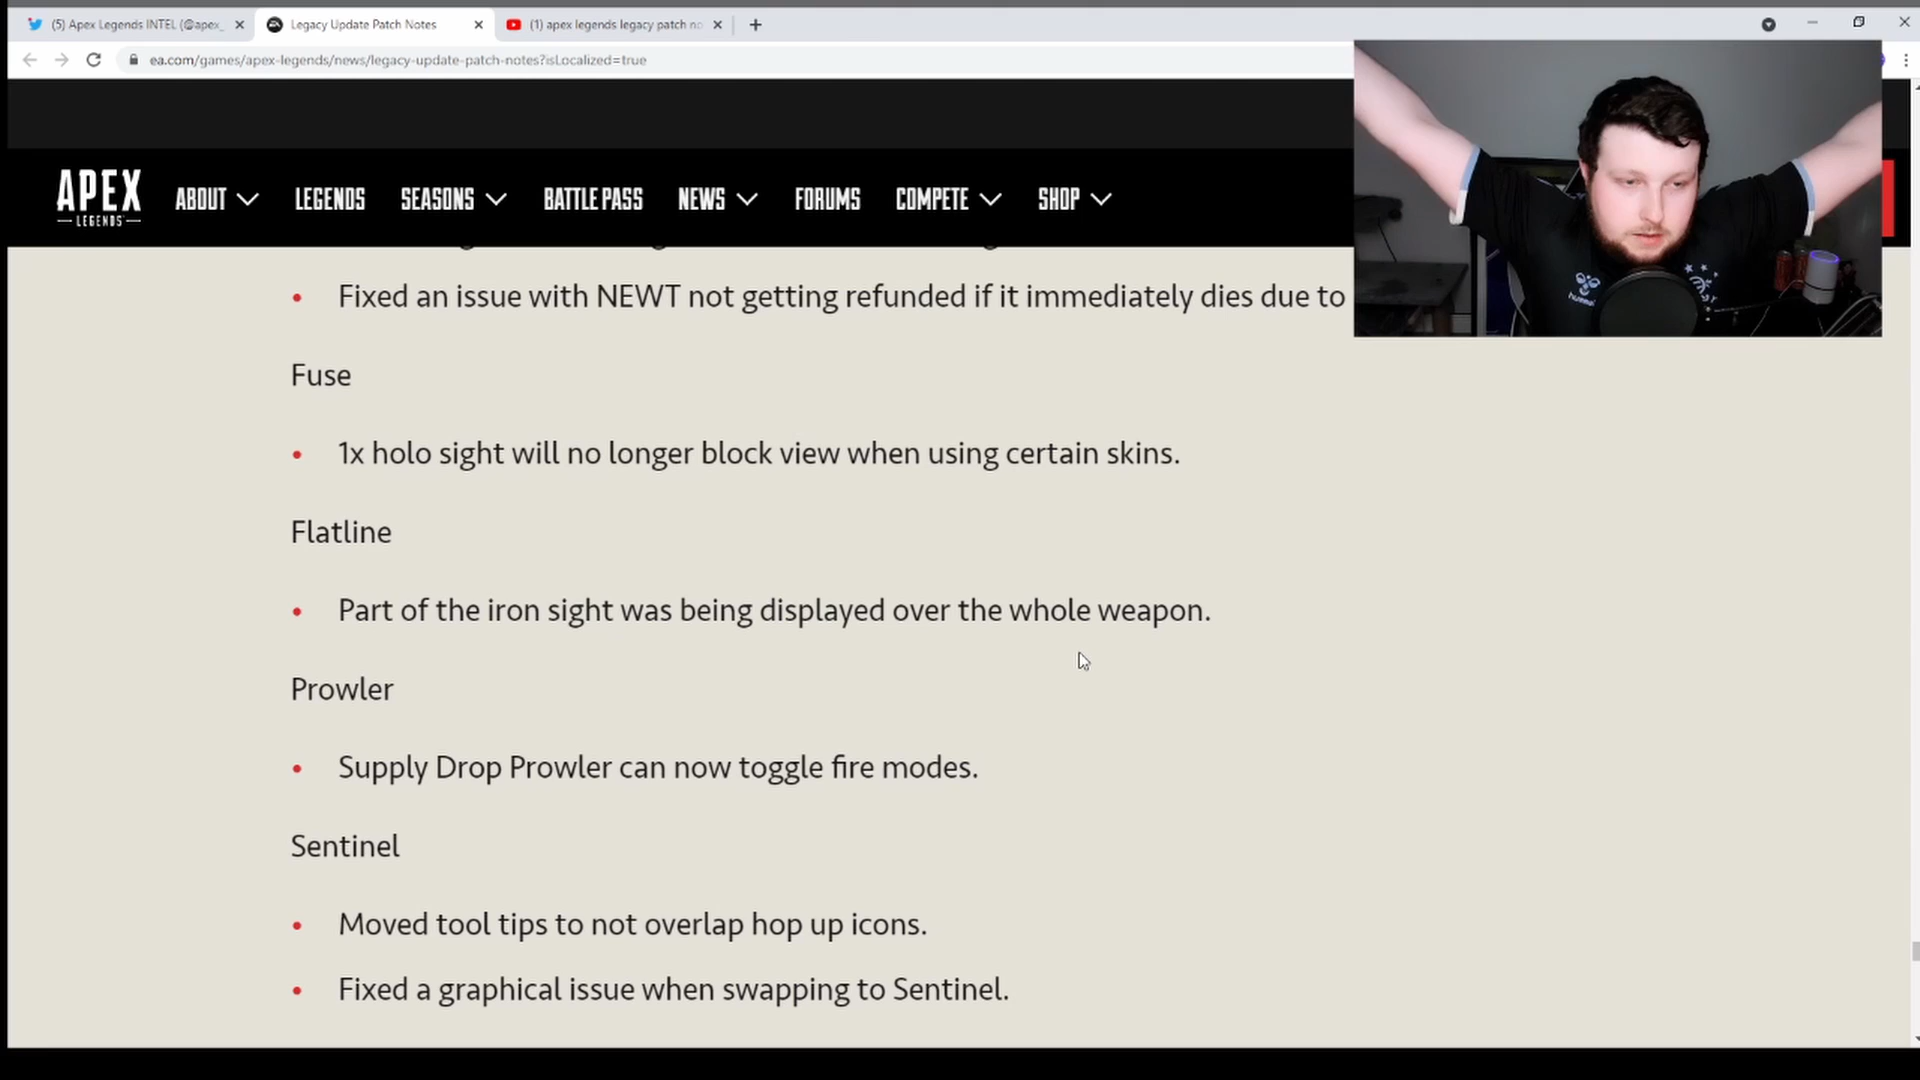 (5) Apex Legends INTEL (@apex_
Legacy Update Patch Notes
(1) apex legends legacy patch no
ea.com/games/apex-legends/news/legacy-update-patch-notes?isLocalized=true
APEX
LEGENDS
ABOUT
LEGENDS
SEASONS
BATTLE PASS
NEWS
FORUMS
COMPETE
SHOP
• Fixed an issue with NEWT not getting refunded if it immediately dies due to
Fuse
• 1x holo sight will no longer block view when using certain skins.
Flatline
• Part of the iron sight was being displayed over the whole weapon.
Prowler
• Supply Drop Prowler can now toggle fire modes.
Sentinel
• Moved tool tips to not overlap hop up icons.
• Fixed a graphical issue when swapping to Sentinel.